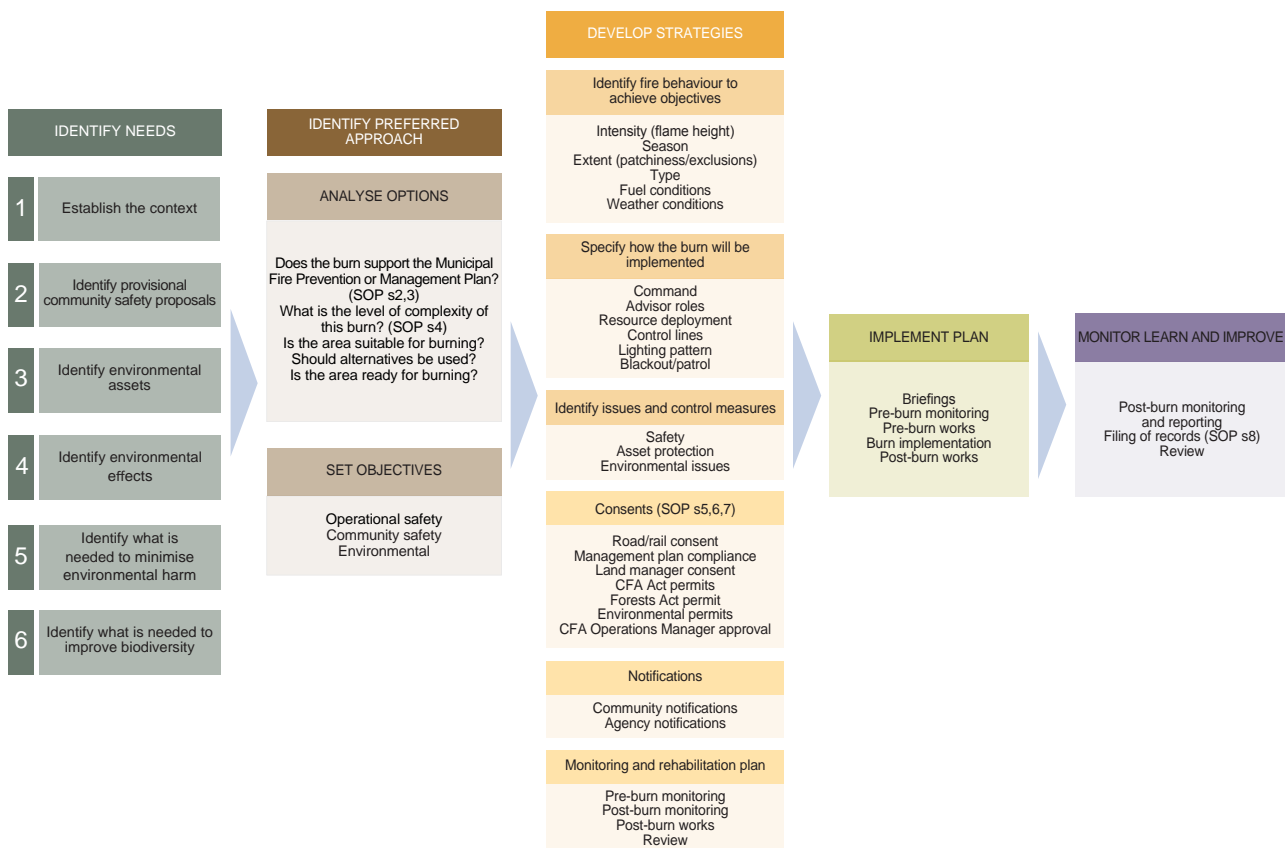 IDENTIFY NEEDS
1
Establish the context
2
Identify provisional
community safety proposals
3
Identify environmental
assets
4
Identify environmental
effects
5
Identify what is
needed to minimise
environmental harm
6
Identify what is needed to
improve biodiversity
IDENTIFY PREFERRED
APPROACH
ANALYSE OPTIONS
Does the burn support the Municipal
Fire Prevention or Management Plan?
(SOP s2,3)
What is the level of complexity of
this burn? (SOP s4)
Is the area suitable for burning?
Should alternatives be used?
Is the area ready for burning?
SET OBJECTIVES
Operational safety
Community safety
Environmental
DEVELOP STRATEGIES
Identify fire behaviour to
achieve objectives
Intensity (flame height)
Season
Extent (patchiness/exclusions)
Type
Fuel conditions
Weather conditions
Specify how the burn will be
implemented
Command
Advisor roles
Resource deployment
Control lines
Lighting pattern
Blackout/patrol
Identify issues and control measures
Safety
Asset protection
Environmental issues
Consents (SOP s5,6,7)
Road/rail consent
Management plan compliance
Land manager consent
CFA Act permits
Forests Act permit
Environmental permits
CFA Operations Manager approval
Notifications
Community notifications
Agency notifications
Monitoring and rehabilitation plan
Pre-burn monitoring
Post-burn monitoring
Post-burn works
Review
IMPLEMENT PLAN
Briefings
Pre-burn monitoring
Pre-burn works
Burn implementation
Post-burn works
MONITOR LEARN AND IMPROVE
Post-burn monitoring
and reporting
Filing of records (SOP s8)
Review